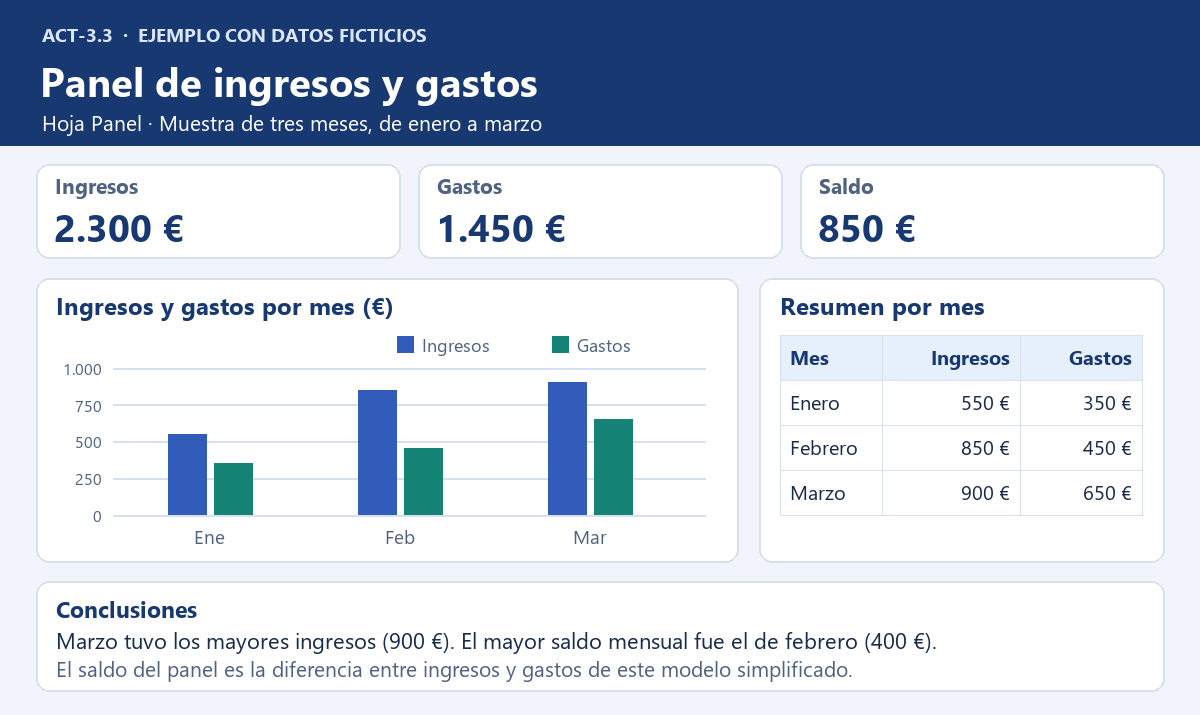 ACT-3.3 · EJEMPLO CON DATOS FICTICIOS
Panel de ingresos y gastos
Hoja Panel · Muestra de tres meses, de enero a marzo
Ingresos
2.300 €
Gastos
1.450 €
Saldo
850 €
Ingresos y gastos por mes (€)
Ingresos
Gastos
1.000
750
500
250
0
Ene
Feb
Mar
Resumen por mes
Mes Ingresos Gastos
Enero 550 € 350 €
Febrero 850 € 450 €
Marzo 900 € 650 €
Conclusiones
Marzo tuvo los mayores ingresos (900 €). El mayor saldo mensual fue el de febrero (400 €).
El saldo del panel es la diferencia entre ingresos y gastos de este modelo simplificado.